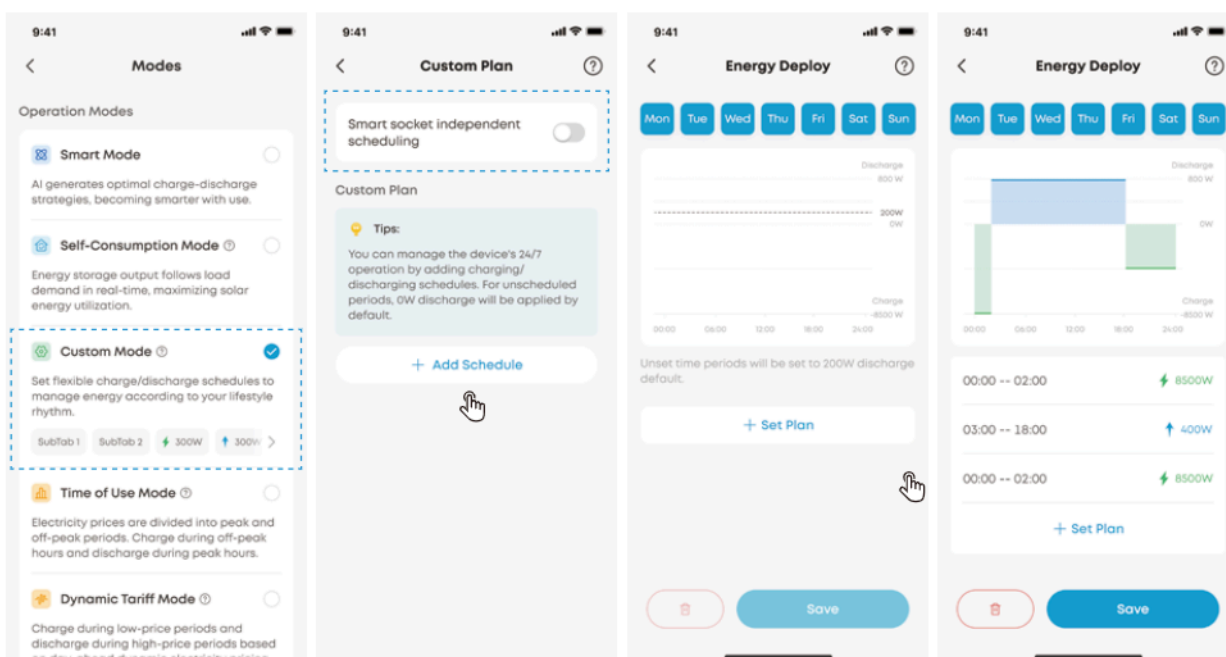 9:41
Modes
Operation Modes
Smart Mode
AI generates optimal charge-discharge
strategies, becoming smarter with use.
Self-Consumption Mode
Energy storage output follows load
demand in real-time, maximizing solar
energy utilization.
Custom Mode
Set flexible charge/discharge schedules to
manage energy according to your lifestyle
rhythm.
SubTab 1 SubTab 2 300W 300W
Time of Use Mode
Electricity prices are divided into peak and
off-peak periods. Charge during off-peak
hours and discharge during peak hours.
Dynamic Tariff Mode
Charge during low-price periods and
discharge during high-price periods based
9:41
Custom Plan
Smart socket independent
scheduling
Custom Plan
Tips:
You can manage the device's 24/7
operation by adding charging/
discharging schedules. For unscheduled
periods, 0W discharge will be applied by
default.
+ Add Schedule
9:41
Energy Deploy
Mon Tue Wed Thu Fri Sat Sun
Discharge
800 W
200W
0W
Charge
-8500 W
00:00 06:00 12:00 18:00 24:00
Unset time periods will be set to 200W discharge
default.
+ Set Plan
Save
9:41
Energy Deploy
Mon Tue Wed Thu Fri Sat Sun
Discharge
800 W
0W
Charge
-8500 W
00:00 06:00 12:00 18:00 24:00
00:00 -- 02:00 8500W
03:00 -- 18:00 400W
00:00 -- 02:00 8500W
+ Set Plan
Save